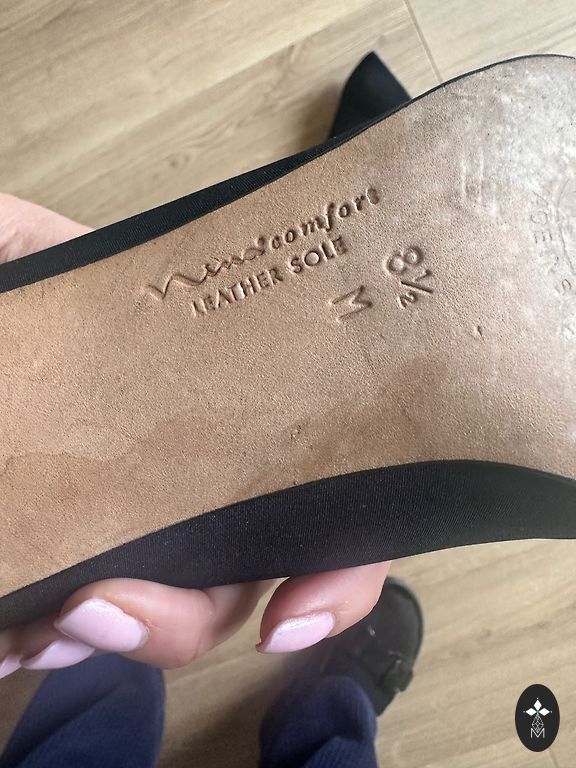 Nina comfort
LEATHER SOLE
8½
M